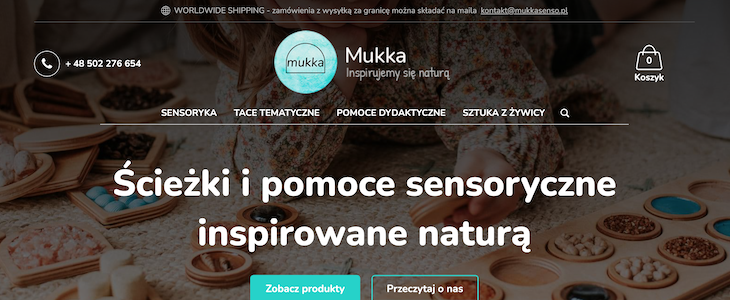 WORLDWIDE SHIPPING - zamówienia z wysyłką za granicę można składać na maila kontakt@mukkasenso.pl
+ 48 502 276 654
mukka
Mukka
Inspirujemy się naturą
0
Koszyk
SENSORYKA TACE TEMATYCZNE POMOCE DYDAKTYCZNE SZTUKA Z ŻYWICY
Ścieżki i pomoce sensoryczne
inspirowane naturą
Zobacz produkty Przeczytaj o nas